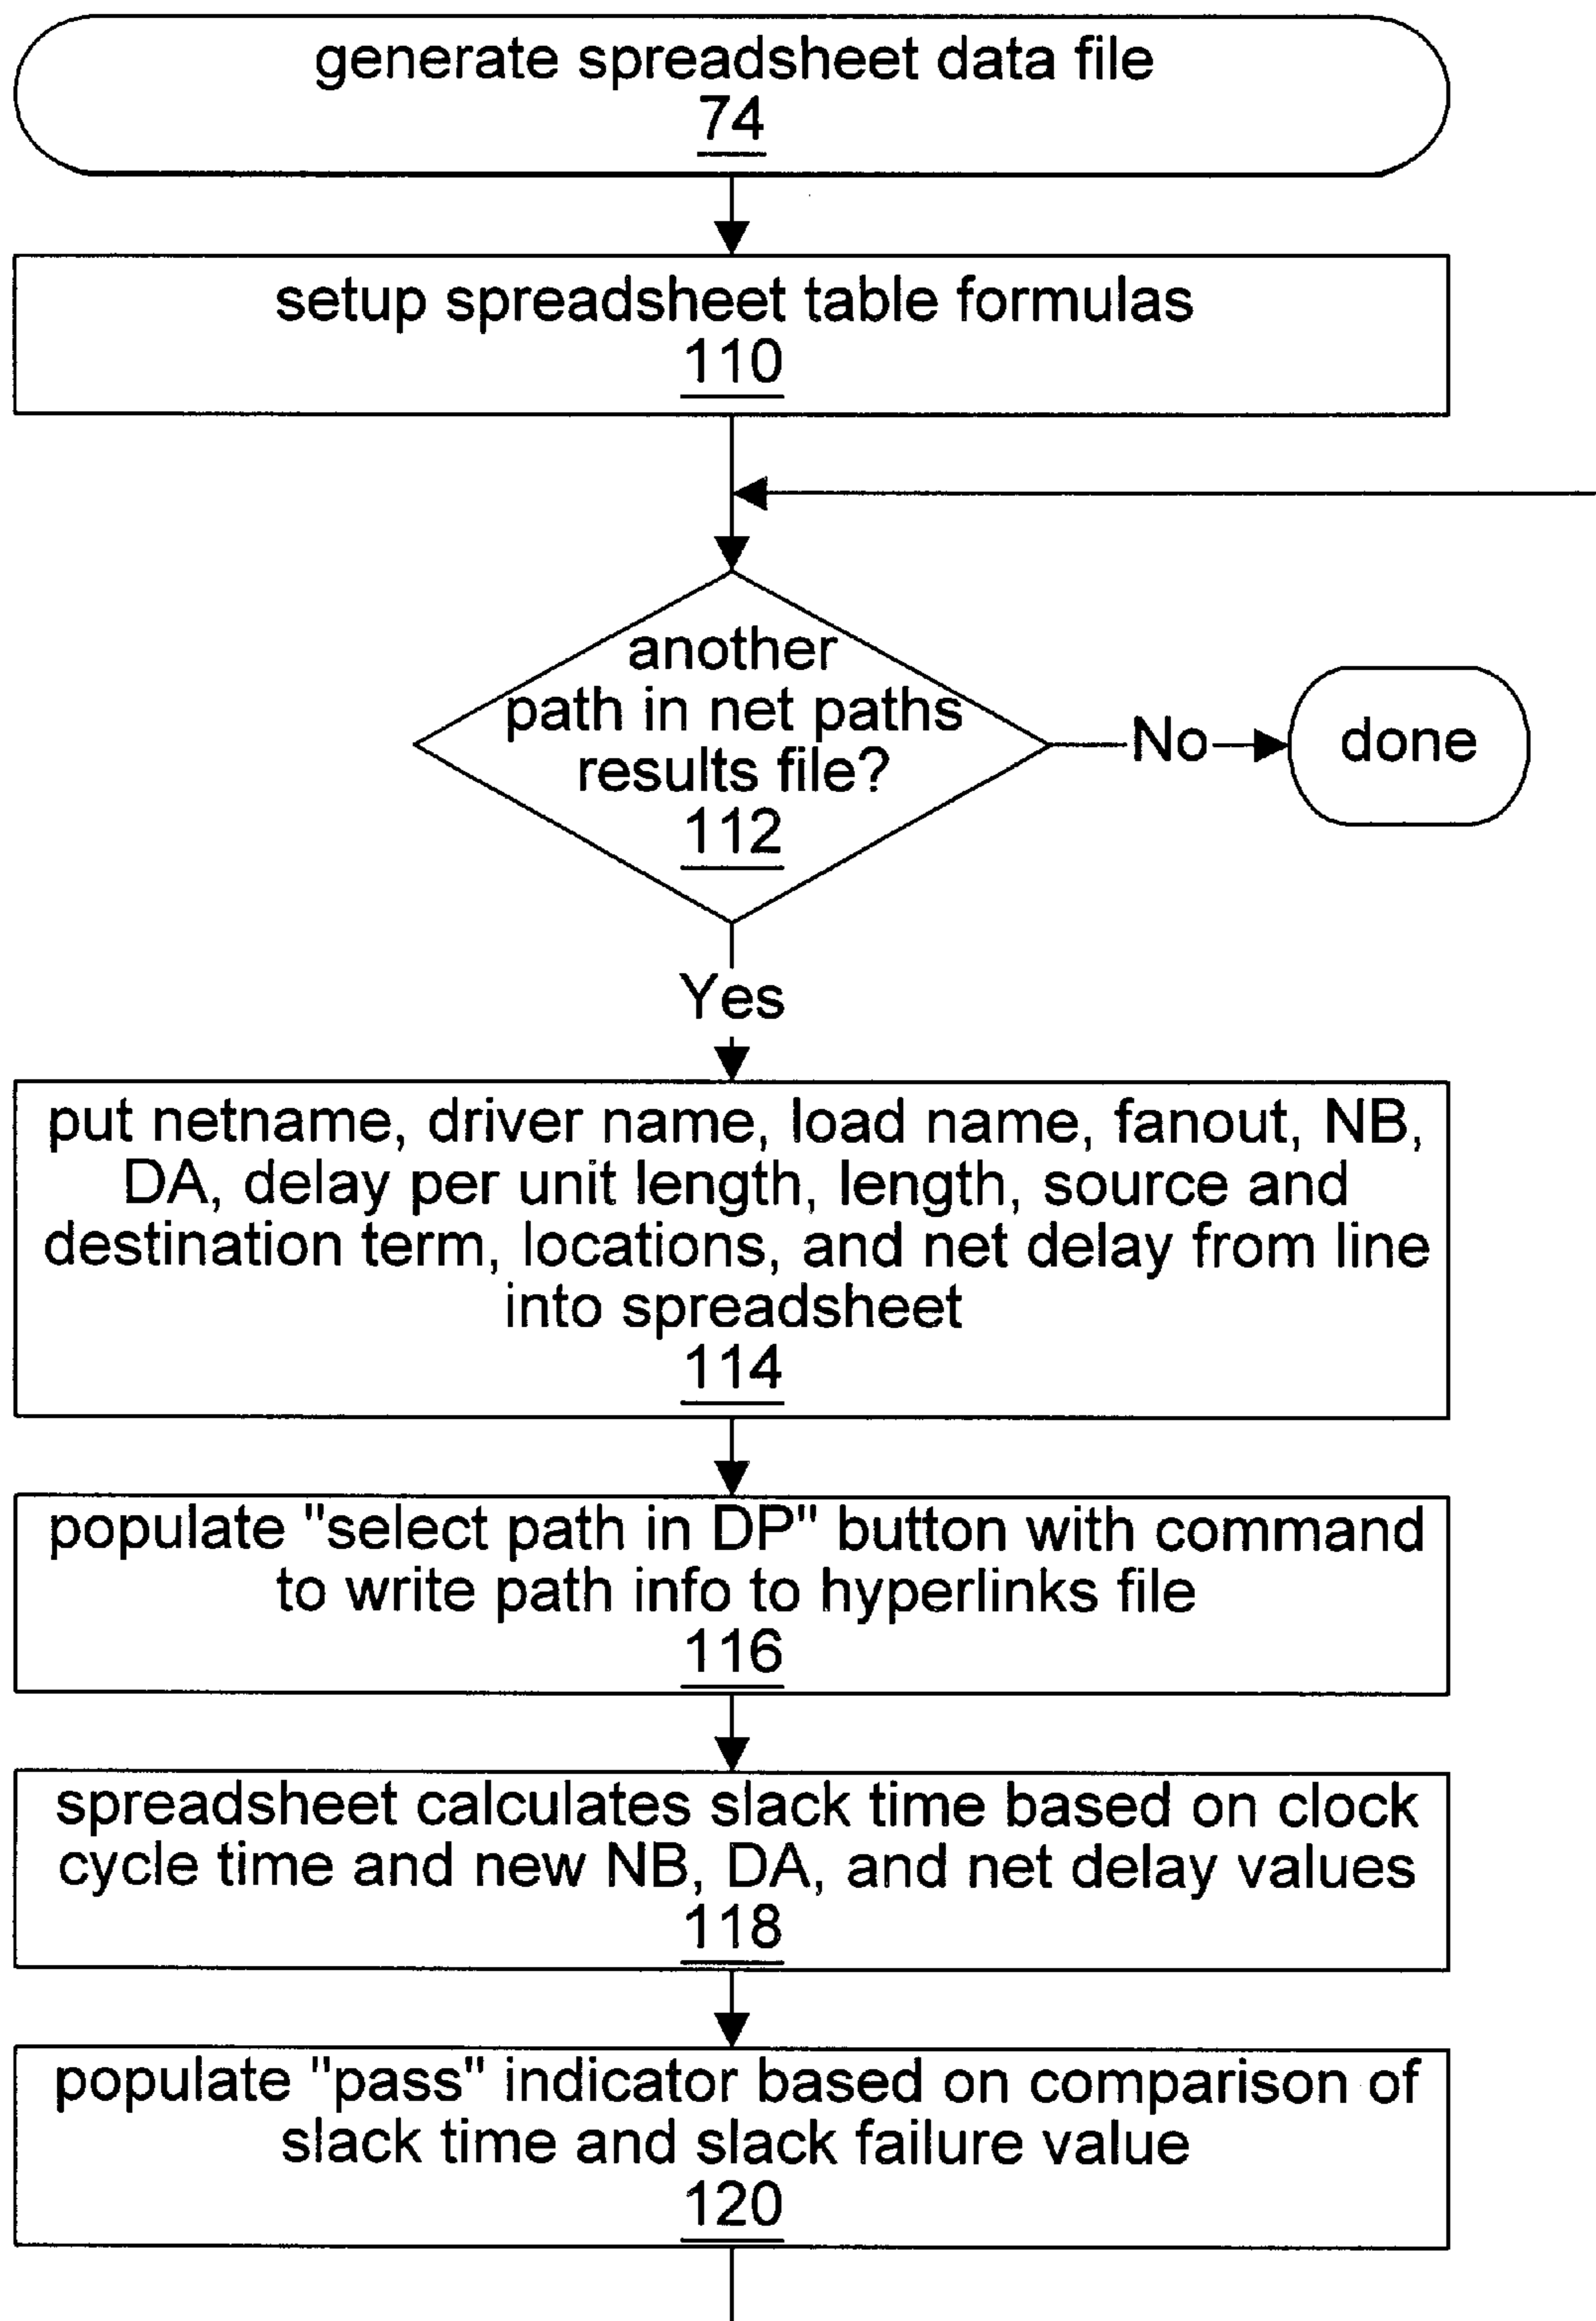 generate spreadsheet data file
74
setup spreadsheet table formulas
110
another
path in net paths
results file?
112
No
done
Yes
put netname, driver name, load name, fanout, NB,
DA, delay per unit length, length, source and
destination term, locations, and net delay from line
into spreadsheet
114
populate "select path in DP" button with command
to write path info to hyperlinks file
116
spreadsheet calculates slack time based on clock
cycle time and new NB, DA, and net delay values
118
populate "pass" indicator based on comparison of
slack time and slack failure value
120